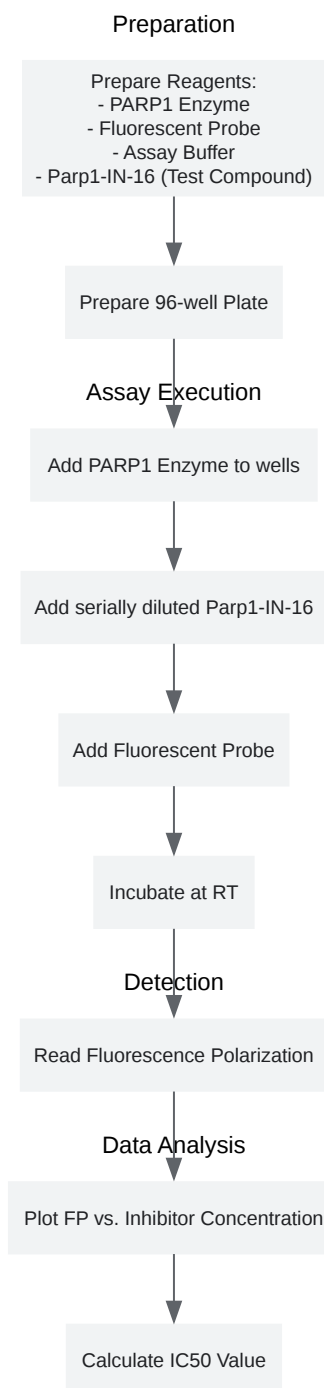 Preparation
Prepare Reagents:
- PARP1 Enzyme
- Fluorescent Probe
- Assay Buffer
- Parp1-IN-16 (Test Compound)
Prepare 96-well Plate
Assay Execution
Add PARP1 Enzyme to wells
Add serially diluted Parp1-IN-16
Add Fluorescent Probe
Incubate at RT
Detection
Read Fluorescence Polarization
Data Analysis
Plot FP vs. Inhibitor Concentration
Calculate IC50 Value